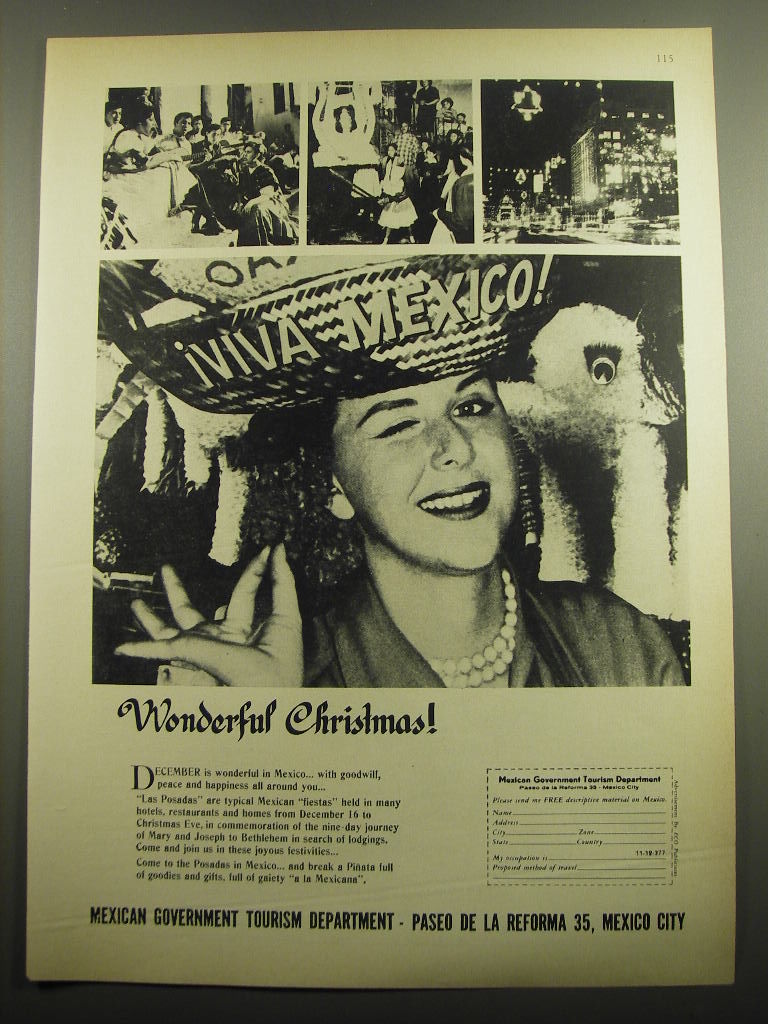 115
OR
¡VIVA MEXICO!
Wonderful Christmas!
DECEMBER is wonderful in Mexico... with goodwill,
peace and happiness all around you...
"Las Posadas" are typical Mexican "fiestas" held in many
hotels, restaurants and homes from December 16 to
Christmas Eve, in commemoration of the nine-day journey
of Mary and Joseph to Bethlehem in search of lodgings.
Come and join us in these joyous festivities...
Come to the Posadas in Mexico... and break a Piñata full
of goodies and gifts, full of gaiety "a la Mexicana".
Mexican Government Tourism Department
Paseo de la Reforma 35 - Mexico City
Please send me FREE descriptive material on Mexico.
Name
Address
City Zone
State Country
11-12-377
My occupation is
Proposed method of travel
Advertisement By
MEXICAN GOVERNMENT TOURISM DEPARTMENT - PASEO DE LA REFORMA 35, MEXICO CITY